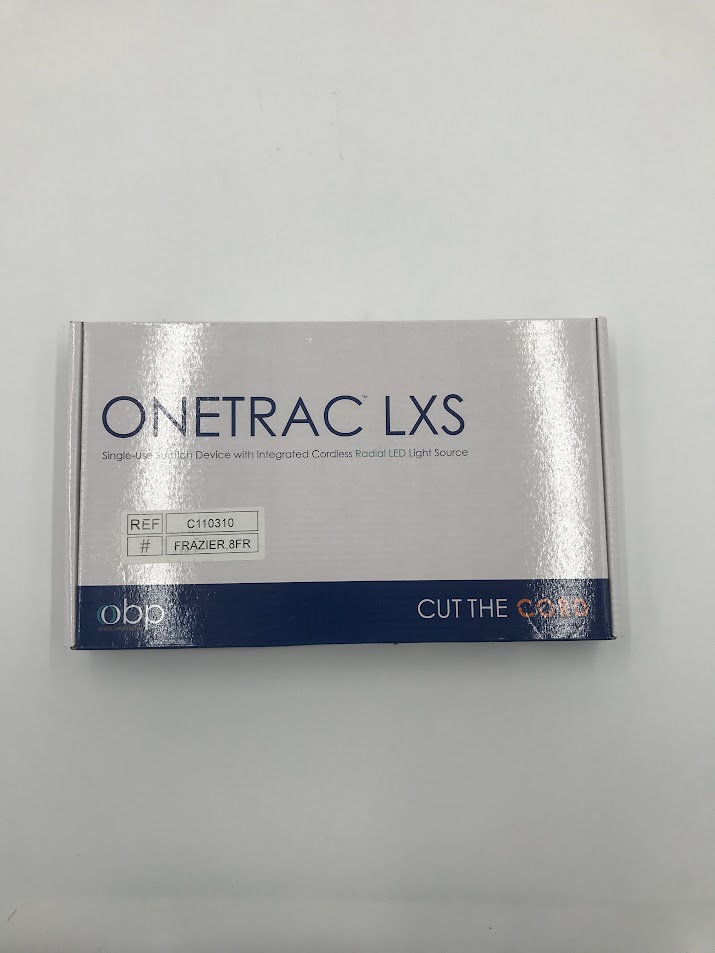 ONETRAC™ LXS
Single-Use Suction Device with Integrated Cordless Radial LED Light Source
REF C110310
# FRAZIER, 8FR
obp
CUT THE CORD